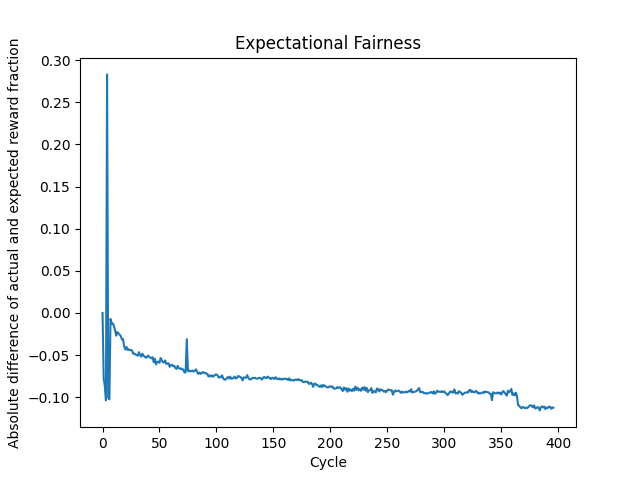 Expectational Fairness
Absolute difference of actual and expected reward fraction
0.30
0.25
0.20
0.15
0.10
0.05
0.00
−0.05
−0.10
0 50 100 150 200 250 300 350 400
Cycle